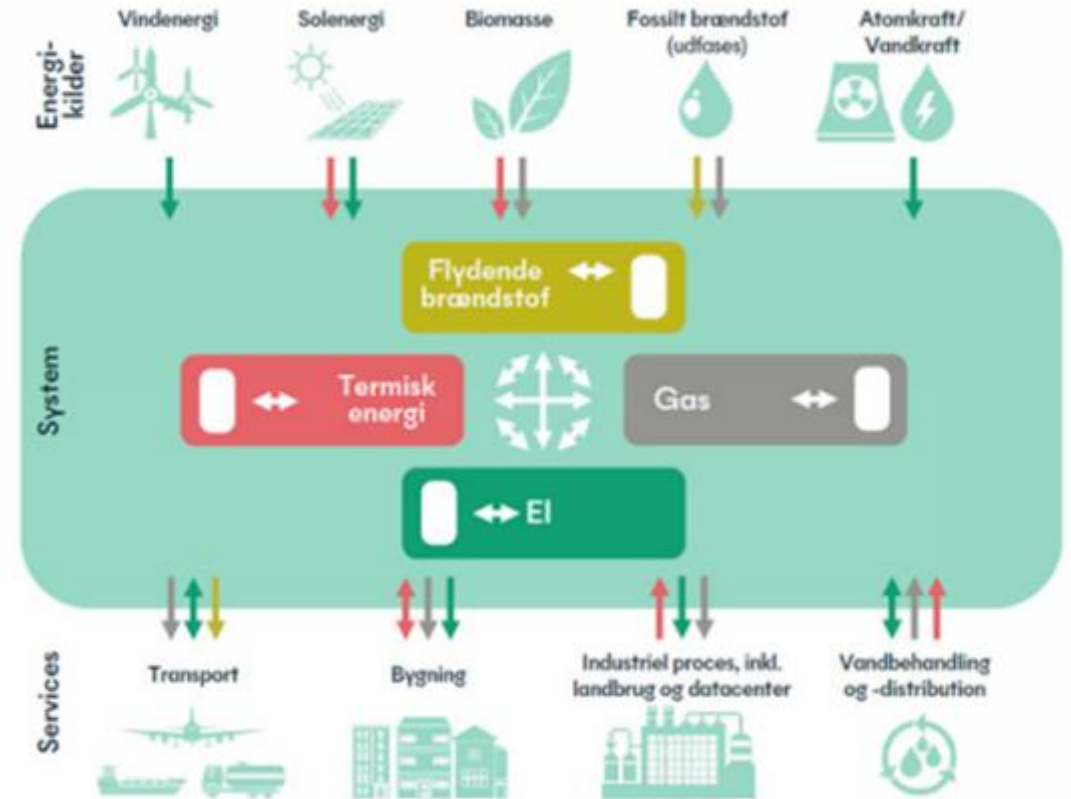 Energi-
kilder
Vindenergi
Solenergi
Biomasse
Fossilt brændstof
(udfases)
Atomkraft/
Vandkraft
System
Flydende
brændstof
Termisk
energi
Gas
El
Services
Transport
Bygning
Industriel proces, inkl.
landbrug og datacenter
Vandbehandling
og -distribution